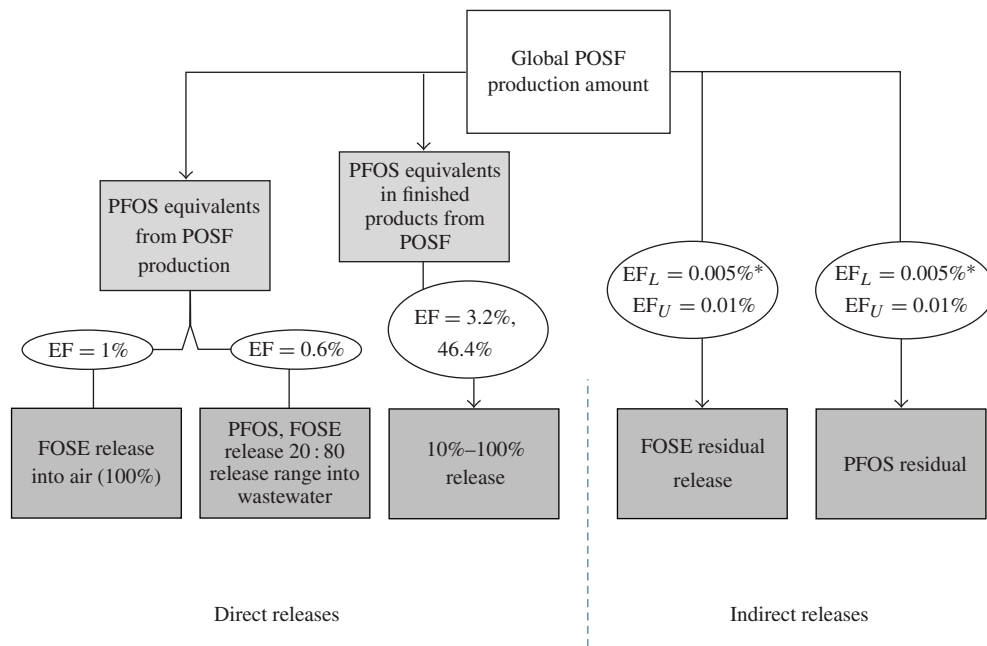 Global POSF
production amount
PFOS equivalents
from POSF
production
PFOS equivalents
in finished
products from
POSF
EF = 1%
EF = 0.6%
EF = 3.2%,
46.4%
EF_L = 0.005%*
EF_U = 0.01%
EF_L = 0.005%*
EF_U = 0.01%
FOSE release
into air (100%)
PFOS, FOSE
release 20 : 80
release range into
wastewater
10%–100%
release
FOSE residual
release
PFOS residual
Direct releases
Indirect releases